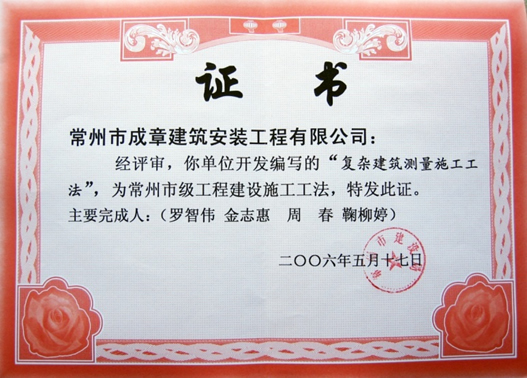 证 书
常州市成章建筑安装工程有限公司：
经评审，你单位开发编写的“复杂建筑测量施工工
法”，为常州市级工程建设施工工法，特发此证。
主要完成人：（罗智伟 金志惠 周 春 鞠柳婷）
二〇〇六年五月十七日